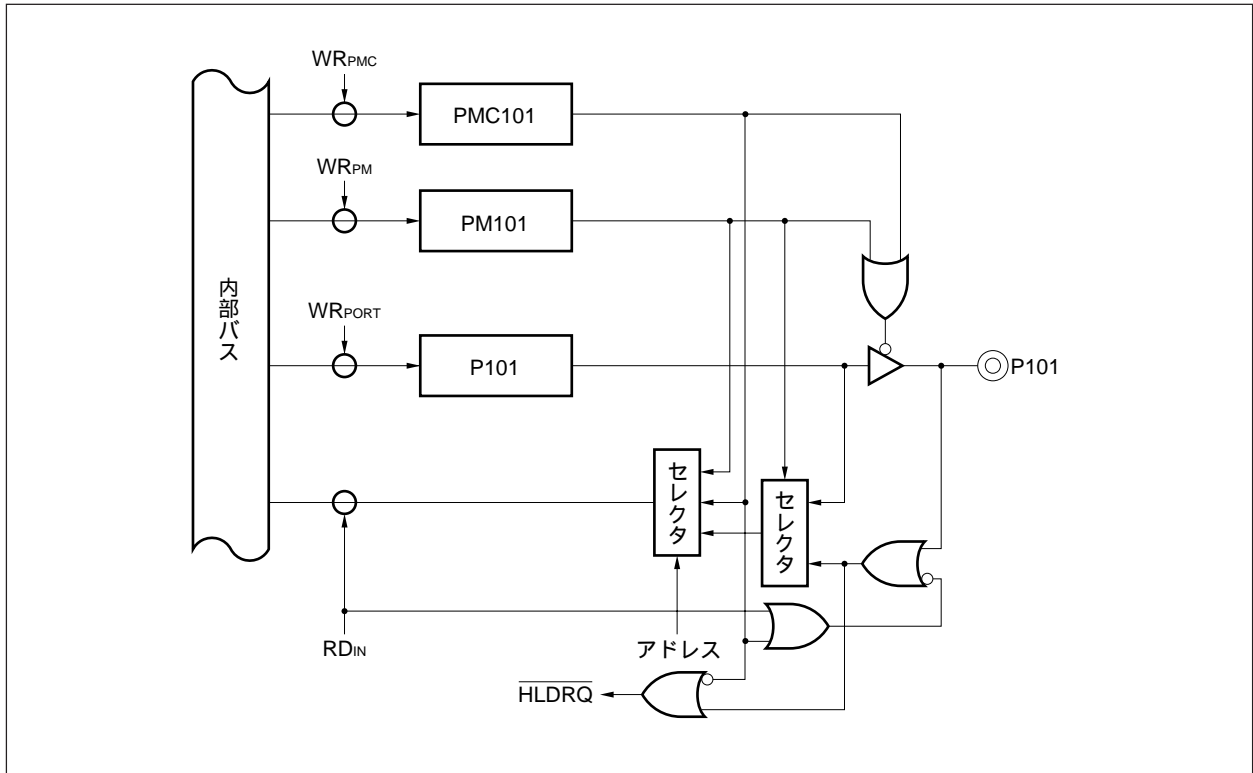 WRPMC
PMC101
WRPM
PM101
内部バス
WRPORT
P101
P101
セレクタ
セレクタ
RDIN
アドレス
HLDRQ